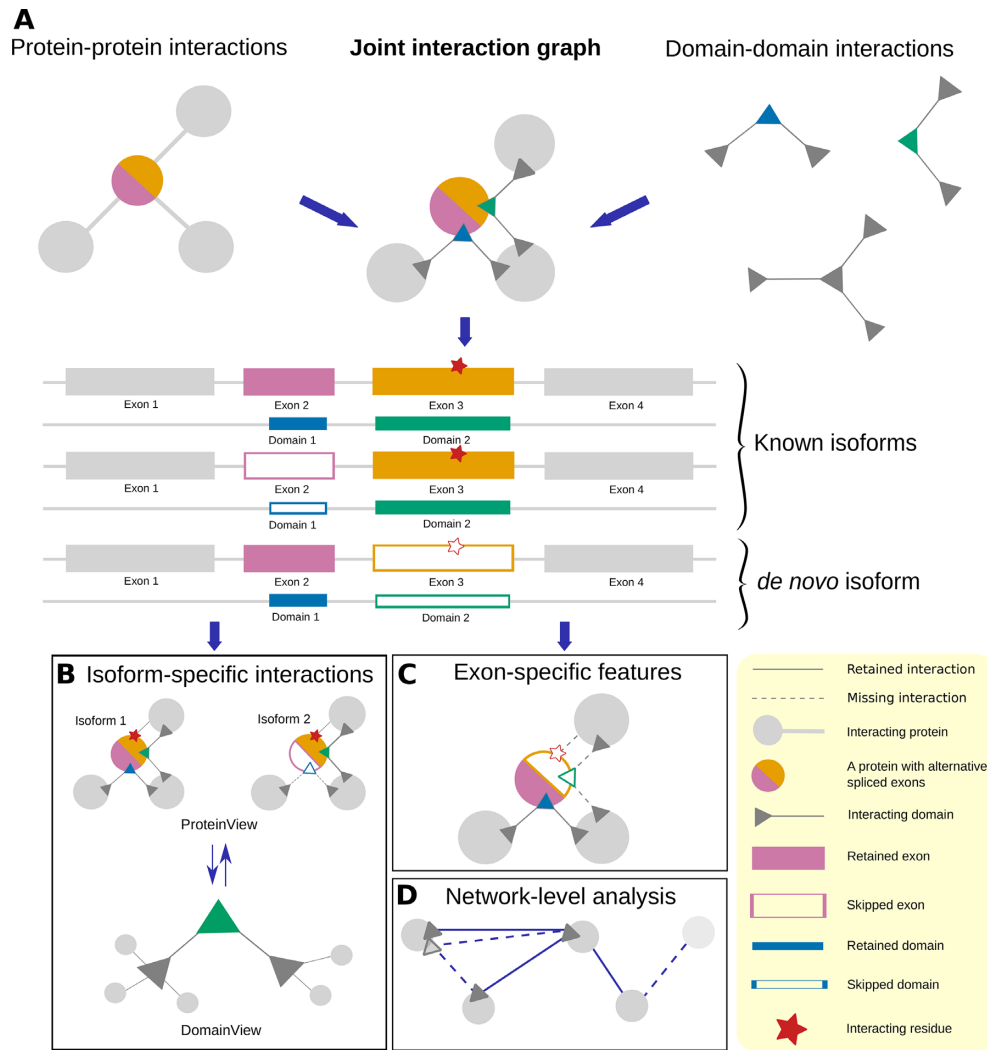 A
Protein-protein interactions
Joint interaction graph
Domain-domain interactions
Exon 1
Exon 2
Exon 3
Exon 4
Domain 1
Domain 2
Exon 1
Exon 2
Exon 3
Exon 4
Domain 1
Domain 2
Known isoforms
Exon 1
Exon 2
Exon 3
Exon 4
Domain 1
Domain 2
de novo isoform
B Isoform-specific interactions
Isoform 1
Isoform 2
ProteinView
DomainView
C Exon-specific features
D Network-level analysis
Retained interaction
Missing interaction
Interacting protein
A protein with alternative
spliced exons
Interacting domain
Retained exon
Skipped exon
Retained domain
Skipped domain
Interacting residue